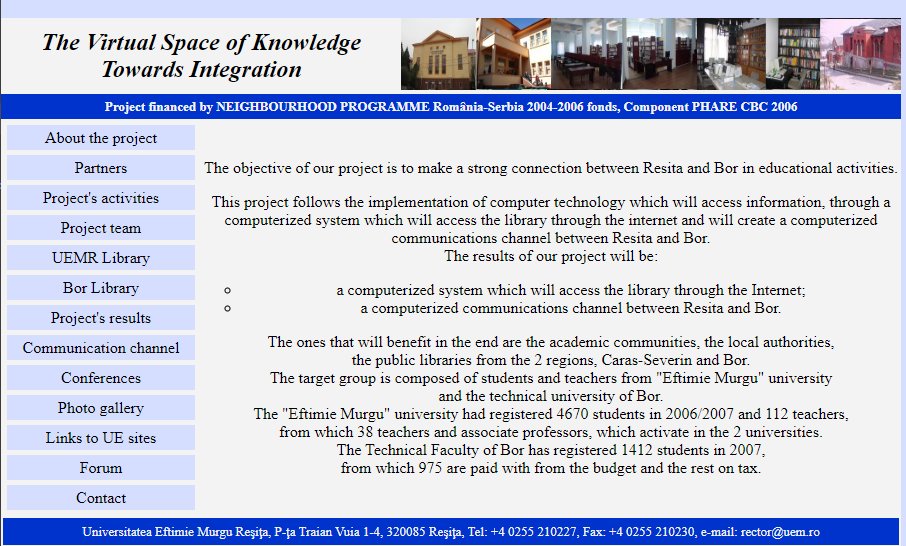 The Virtual Space of Knowledge
Towards Integration
Project financed by NEIGHBOURHOOD PROGRAMME România-Serbia 2004-2006 fonds, Component PHARE CBC 2006
About the project
Partners
Project's activities
Project team
UEMR Library
Bor Library
Project's results
Communication channel
Conferences
Photo gallery
Links to UE sites
Forum
Contact
The objective of our project is to make a strong connection between Resita and Bor in educational activities.
This project follows the implementation of computer technology which will access information, through a
computerized system which will access the library through the internet and will create a computerized
communications channel between Resita and Bor.
The results of our project will be:
a computerized system which will access the library through the Internet;
a computerized communications channel between Resita and Bor.
The ones that will benefit in the end are the academic communities, the local authorities,
the public libraries from the 2 regions, Caras-Severin and Bor.
The target group is composed of students and teachers from "Eftimie Murgu" university
and the technical university of Bor.
The "Eftimie Murgu" university had registered 4670 students in 2006/2007 and 112 teachers,
from which 38 teachers and associate professors, which activate in the 2 universities.
The Technical Faculty of Bor has registered 1412 students in 2007,
from which 975 are paid with from the budget and the rest on tax.
Universitatea Eftimie Murgu Reşiţa, P-ţa Traian Vuia 1-4, 320085 Reşiţa, Tel: +4 0255 210227, Fax: +4 0255 210230, e-mail: rector@uem.ro